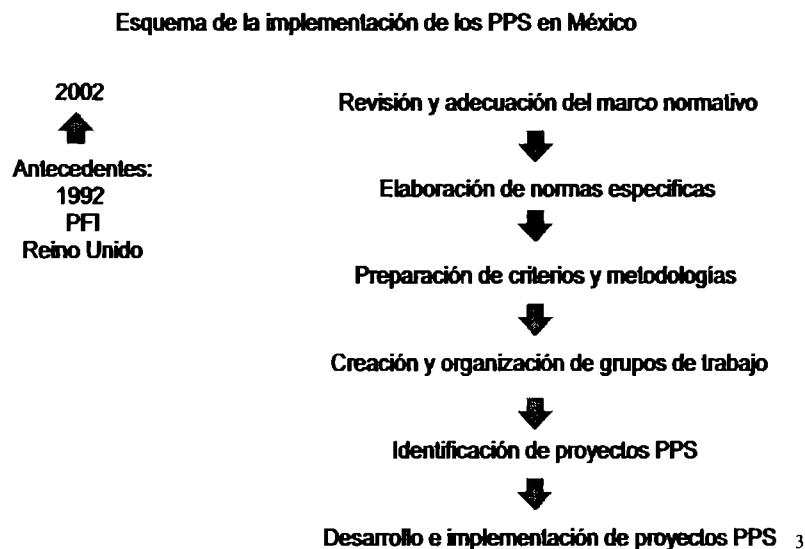 Esquema de la implementación de los PPS en México
2002
Antecedentes:
1992
PFI
Reino Unido
Revisión y adecuación del marco normativo
Elaboración de normas especificas
Preparación de criterios y metodologías
Creación y organización de grupos de trabajo
Identificación de proyectos PPS
Desarrollo e implementación de proyectos PPS 3